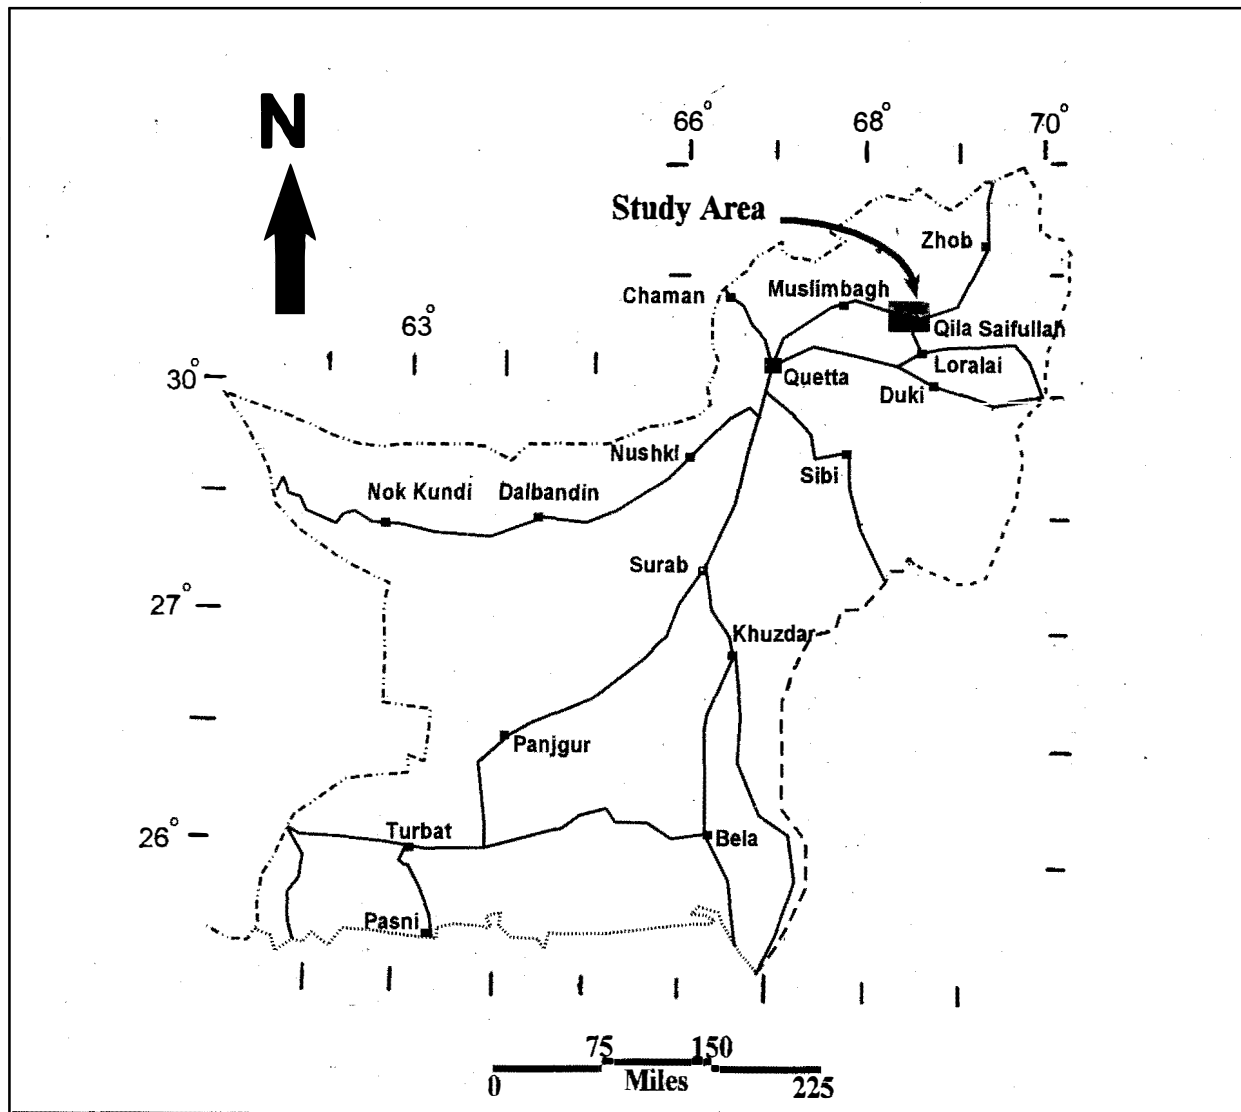 N
66° 68° 70°
Study Area
Zhob
Chaman
Muslimbagh
63°
Qila Saifullah
30°
Loralai
Quetta
Duki
Nushki
Sibi
Nok Kundi Dalbandin
Surab
27°
Khuzdar
Panjgur
26°
Turbat
Bela
Pasni
75 150
0 Miles 225